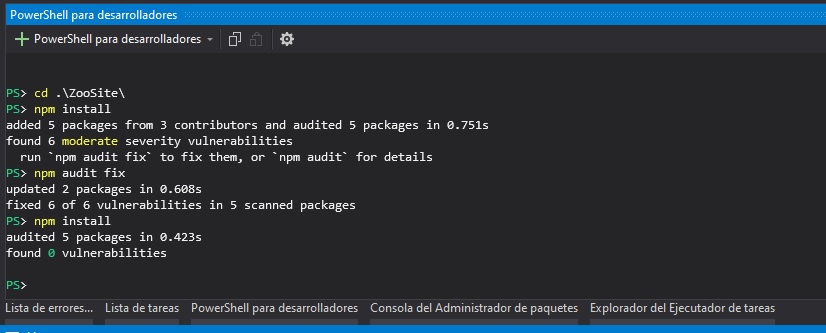 PowerShell para desarrolladores
PowerShell para desarrolladores
PS> cd .\ZooSite\
PS> npm install
added 5 packages from 3 contributors and audited 5 packages in 0.751s
found 6 moderate severity vulnerabilities
  run `npm audit fix` to fix them, or `npm audit` for details
PS> npm audit fix
updated 2 packages in 0.608s
fixed 6 of 6 vulnerabilities in 5 scanned packages
PS> npm install
audited 5 packages in 0.423s
found 0 vulnerabilities
PS>
Lista de errores... Lista de tareas PowerShell para desarrolladores Consola del Administrador de paquetes Explorador del Ejecutador de tareas